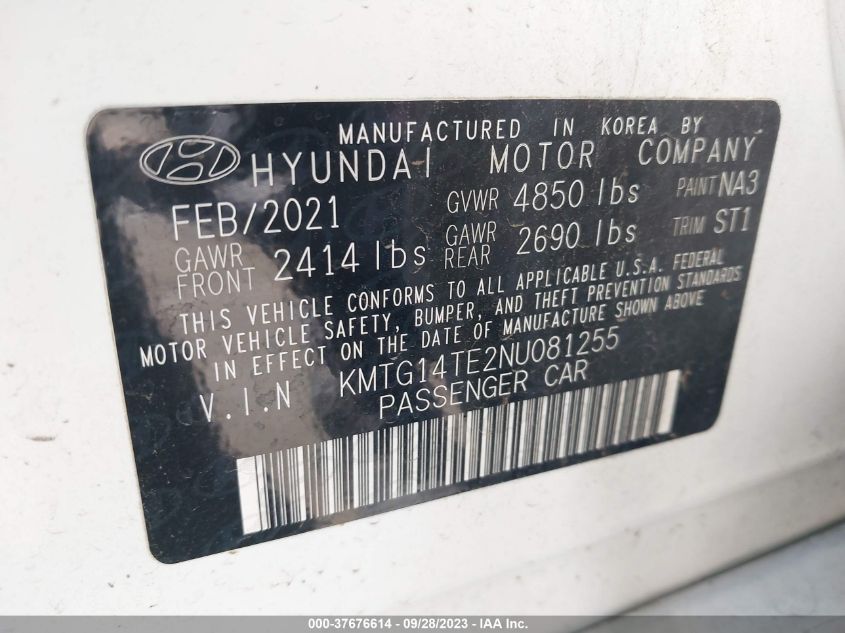 MANUFACTURED IN KOREA BY
HYUNDAI MOTOR COMPANY
FEB/2021 GVWR 4850 lbs PAINT NA3
GAWR FRONT 2414 lbs GAWR REAR 2690 lbs TRIM ST1
THIS VEHICLE CONFORMS TO ALL APPLICABLE U.S.A. FEDERAL
MOTOR VEHICLE SAFETY, BUMPER, AND THEFT PREVENTION STANDARDS
IN EFFECT ON THE DATE OF MANUFACTURE SHOWN ABOVE
V.I.N KMTG14TE2NU081255
PASSENGER CAR
000-37676614 - 09/28/2023 - IAA Inc.